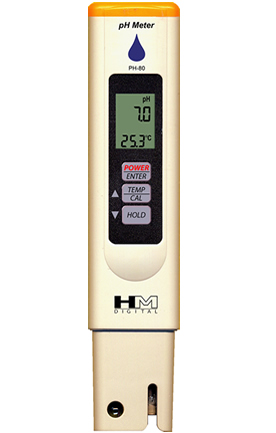 pH Meter
PH-80
pH
7.0
25.3°C
POWER
ENTER
▲ TEMP
CAL
▼ HOLD
HM
DIGITAL